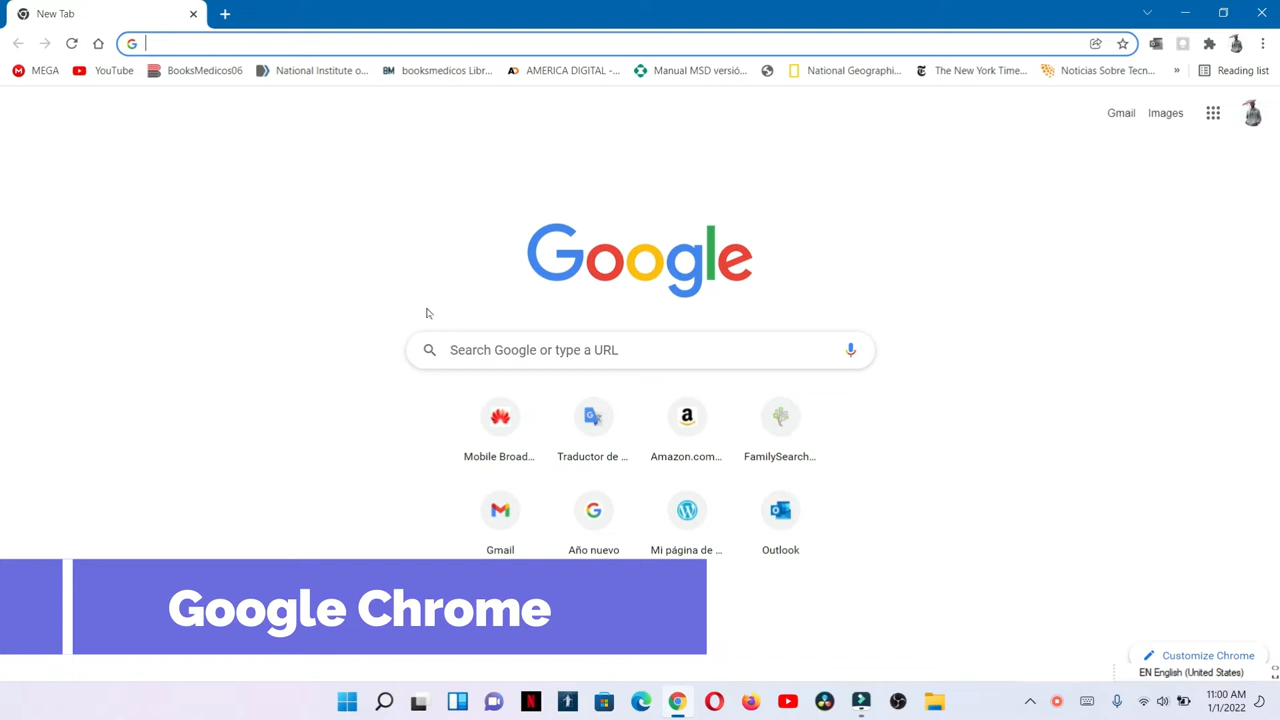 New Tab
MEGA YouTube BooksMedicos06 National Institute o... booksmedicos Libr... AMERICA DIGITAL -... Manual MSD versió... National Geographi... The New York Time... Noticias Sobre Tecn... » Reading list
Gmail Images
Google
Search Google or type a URL
Mobile Broad... Traductor de ... Amazon.com... FamilySearch...
Gmail Año nuevo Mi página de ... Outlook
Google Chrome
Customize Chrome
EN English (United States)
11:00 AM
1/1/2022